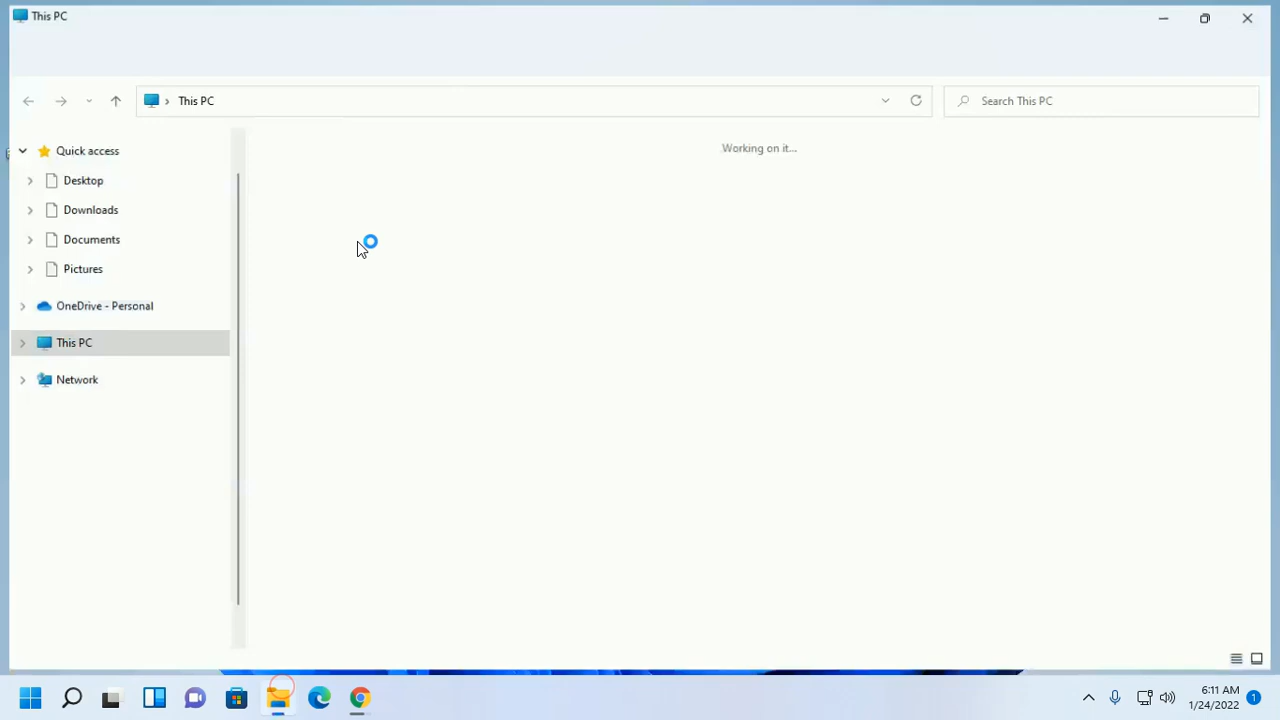 This PC
This PC
Search This PC
Quick access
Working on it...
Desktop
Downloads
Documents
Pictures
OneDrive - Personal
This PC
Network
6:11 AM
1/24/2022
1